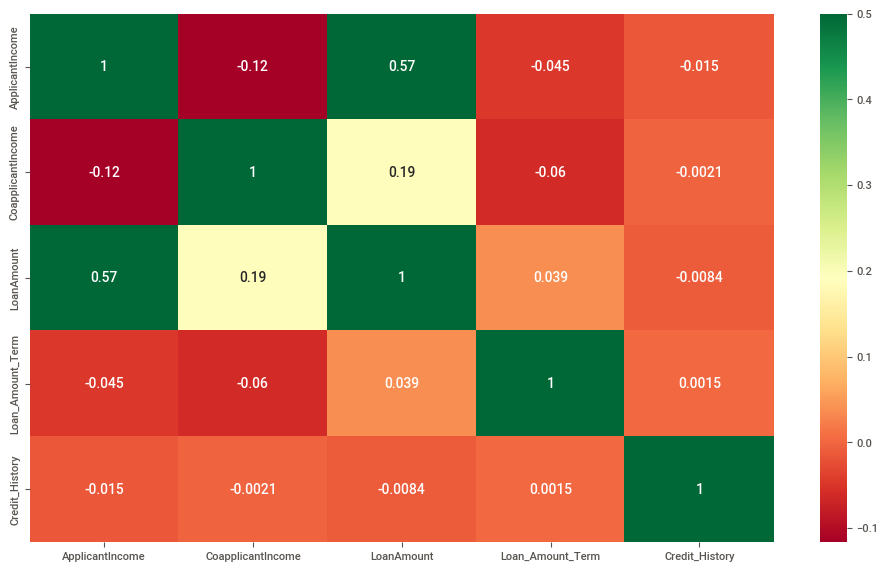 ApplicantIncome
1 -0.12 0.57 -0.045 -0.015
CoapplicantIncome
-0.12 1 0.19 -0.06 -0.0021
LoanAmount
0.57 0.19 1 0.039 -0.0084
Loan_Amount_Term
-0.045 -0.06 0.039 1 0.0015
Credit_History
-0.015 -0.0021 -0.0084 0.0015 1
ApplicantIncome CoapplicantIncome LoanAmount Loan_Amount_Term Credit_History
0.5
0.4
0.3
0.2
0.1
0.0
-0.1